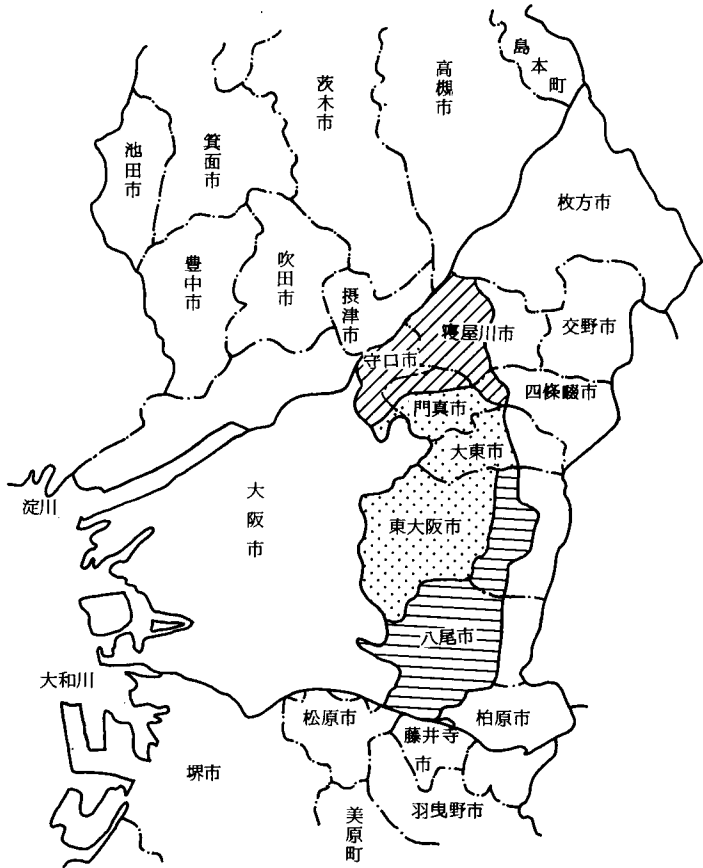 島本町
高槻市
茨木市
箕面市
池田市
枚方市
豊中市
吹田市
摂津市
寝屋川市
交野市
守口市
四條畷市
門真市
大東市
大阪市
淀川
東大阪市
八尾市
大和川
松原市
藤井寺市
柏原市
堺市
羽曳野市
美原町